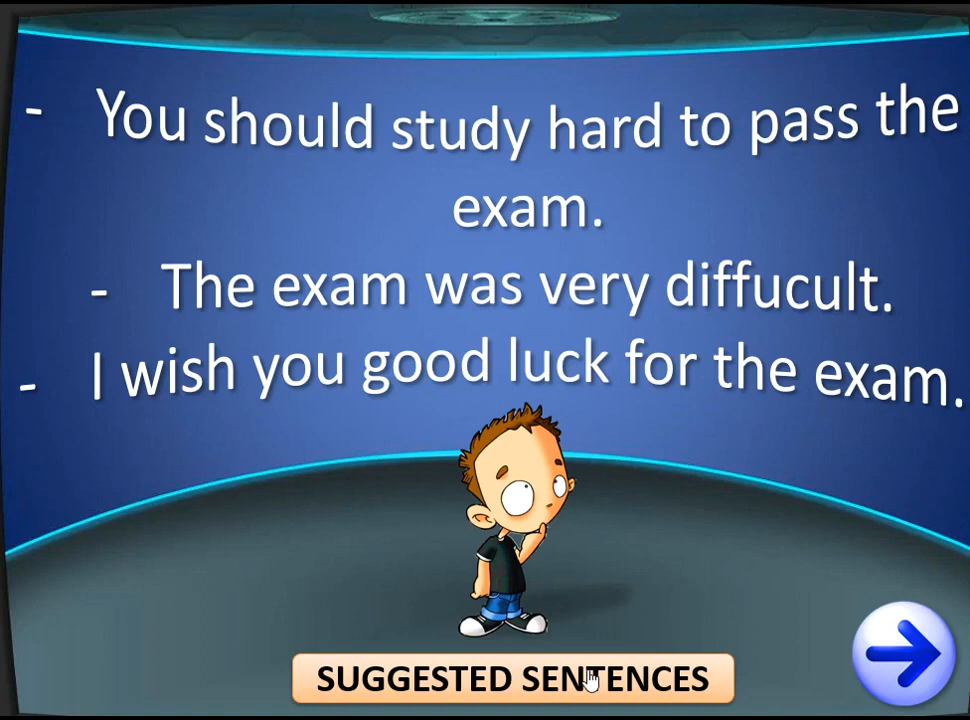 - You should study hard to pass the
exam.
- The exam was very diffucult.
- I wish you good luck for the exam.
SUGGESTED SENTENCES